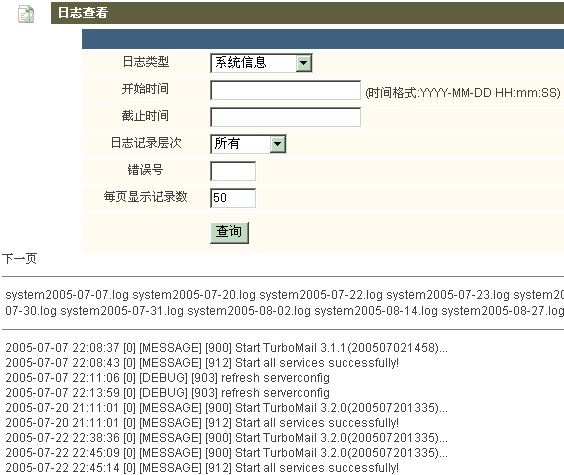 日志查看
日志类型 系统信息
开始时间 (时间格式:YYYY-MM-DD HH:mm:SS)
截止时间
日志记录层次 所有
错误号
每页显示记录数 50
查询
下一页
system2005-07-07.log system2005-07-20.log system2005-07-22.log system2005-07-23.log system20
07-30.log system2005-07-31.log system2005-08-02.log system2005-08-14.log system2005-08-27.log
2005-07-07 22:08:37 [0] [MESSAGE] [900] Start TurboMail 3.1.1(200507021458)...
2005-07-07 22:08:43 [0] [MESSAGE] [912] Start all services successfully!
2005-07-07 22:11:06 [0] [DEBUG] [903] refresh serverconfig
2005-07-07 22:13:59 [0] [DEBUG] [903] refresh serverconfig
2005-07-20 21:11:01 [0] [MESSAGE] [900] Start TurboMail 3.2.0(200507201335)...
2005-07-20 21:11:01 [0] [MESSAGE] [912] Start all services successfully!
2005-07-22 22:38:36 [0] [MESSAGE] [900] Start TurboMail 3.2.0(200507201335)...
2005-07-22 22:45:09 [0] [MESSAGE] [900] Start TurboMail 3.2.0(200507201335)...
2005-07-22 22:45:14 [0] [MESSAGE] [912] Start all services successfully!